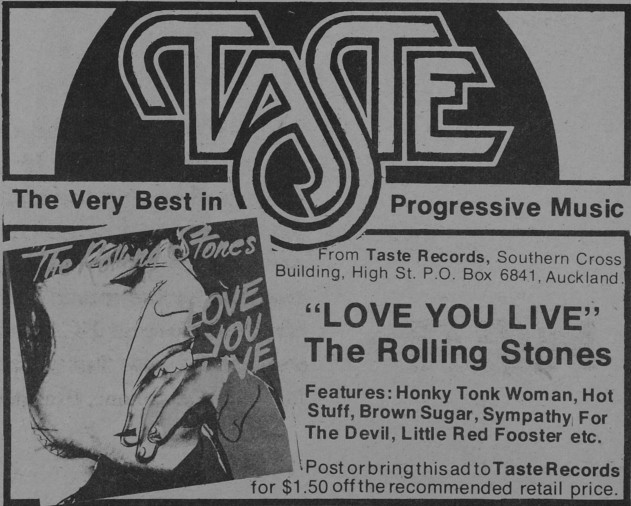 TASTE
The Very Best in Progressive Music
The Rolling Stones
LOVE
YOU
LIVE
From Taste Records, Southern Cross
Building, High St. P.O. Box 6841, Auckland.
“LOVE YOU LIVE”
The Rolling Stones
Features: Honky Tonk Woman, Hot
Stuff, Brown Sugar, Sympathy For
The Devil, Little Red Fooster etc.
Post or bring this ad to Taste Records
for $1.50 off the recommended retail price.